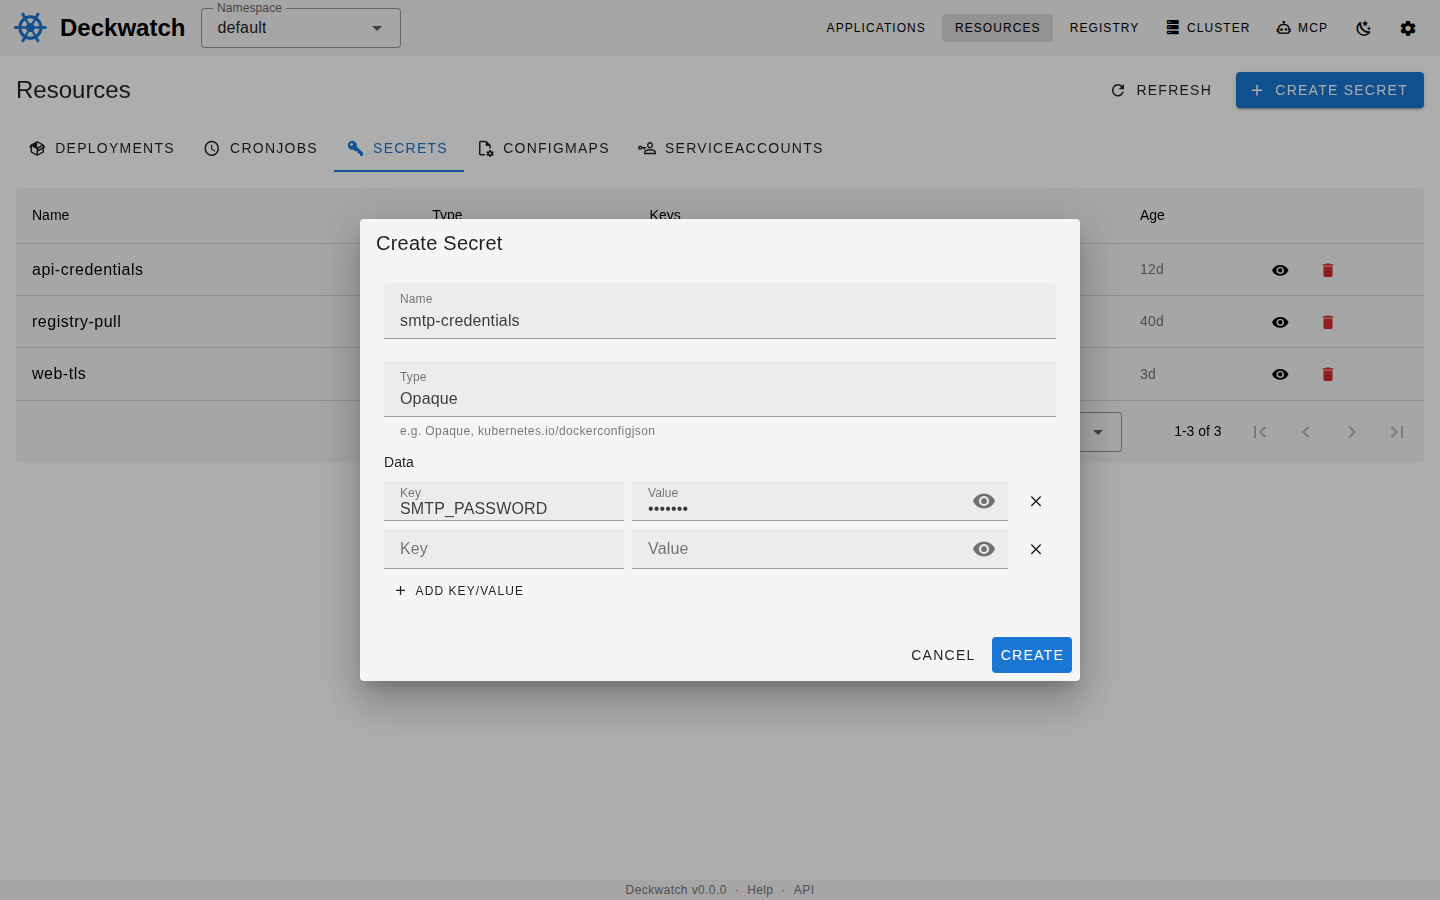 Deckwatch
Namespace
default
APPLICATIONS
RESOURCES
REGISTRY
CLUSTER
MCP
Resources
REFRESH
CREATE SECRET
DEPLOYMENTS
CRONJOBS
SECRETS
CONFIGMAPS
SERVICEACCOUNTS
Name Type Keys Age
api-credentials 12d
registry-pull 40d
web-tls 3d
1-3 of 3
Create Secret
Name
smtp-credentials
Type
Opaque
e.g. Opaque, kubernetes.io/dockerconfigjson
Data
Key Value
SMTP_PASSWORD •••••••
Key Value
ADD KEY/VALUE
CANCEL CREATE
Deckwatch v0.0.0 · Help · API